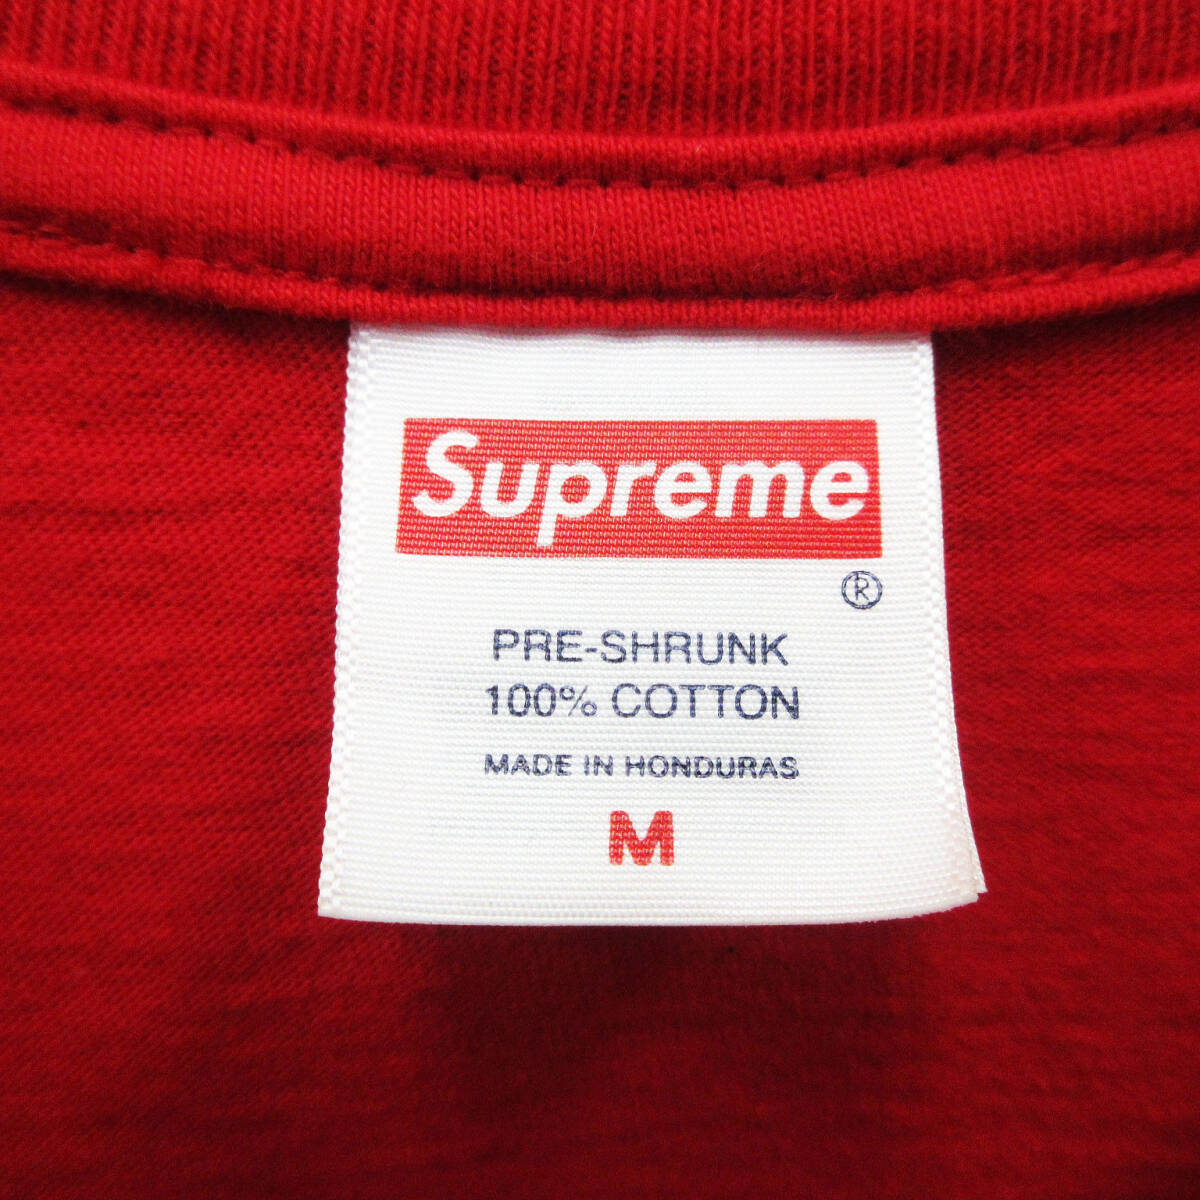 Supreme
®
PRE-SHRUNK
100% COTTON
MADE IN HONDURAS
M